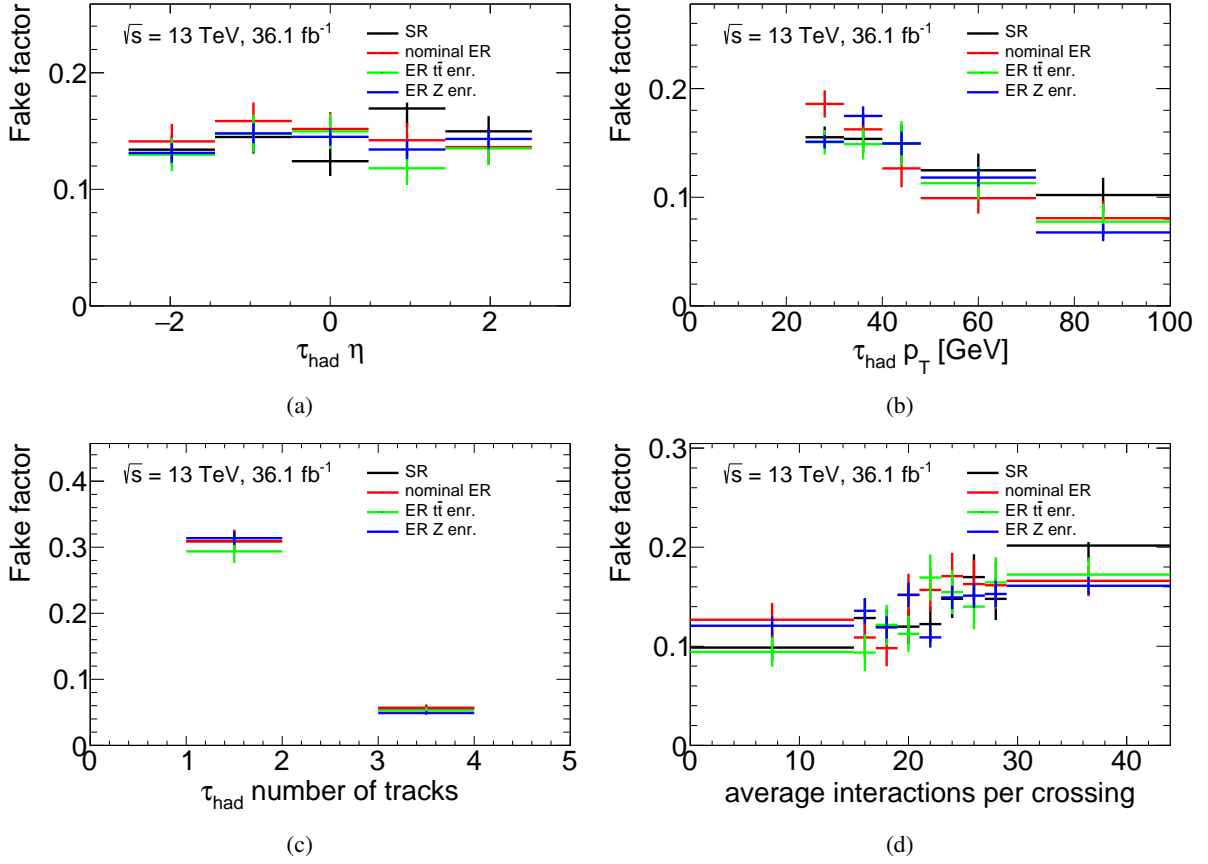 √s = 13 TeV, 36.1 fb⁻¹
SR
nominal ER
ER tt̄ enr.
ER Z enr.
Fake factor
0.2
0.1
0
−2 0 2
τhad η
(a)
√s = 13 TeV, 36.1 fb⁻¹
SR
nominal ER
ER tt̄ enr.
ER Z enr.
Fake factor
0.2
0.1
0
0 20 40 60 80 100
τhad pT [GeV]
(b)
√s = 13 TeV, 36.1 fb⁻¹
SR
nominal ER
ER tt̄ enr.
ER Z enr.
Fake factor
0.4
0.3
0.2
0.1
0
0 1 2 3 4 5
τhad number of tracks
(c)
√s = 13 TeV, 36.1 fb⁻¹
SR
nominal ER
ER tt̄ enr.
ER Z enr.
Fake factor
0.3
0.2
0.1
0
0 10 20 30 40
average interactions per crossing
(d)